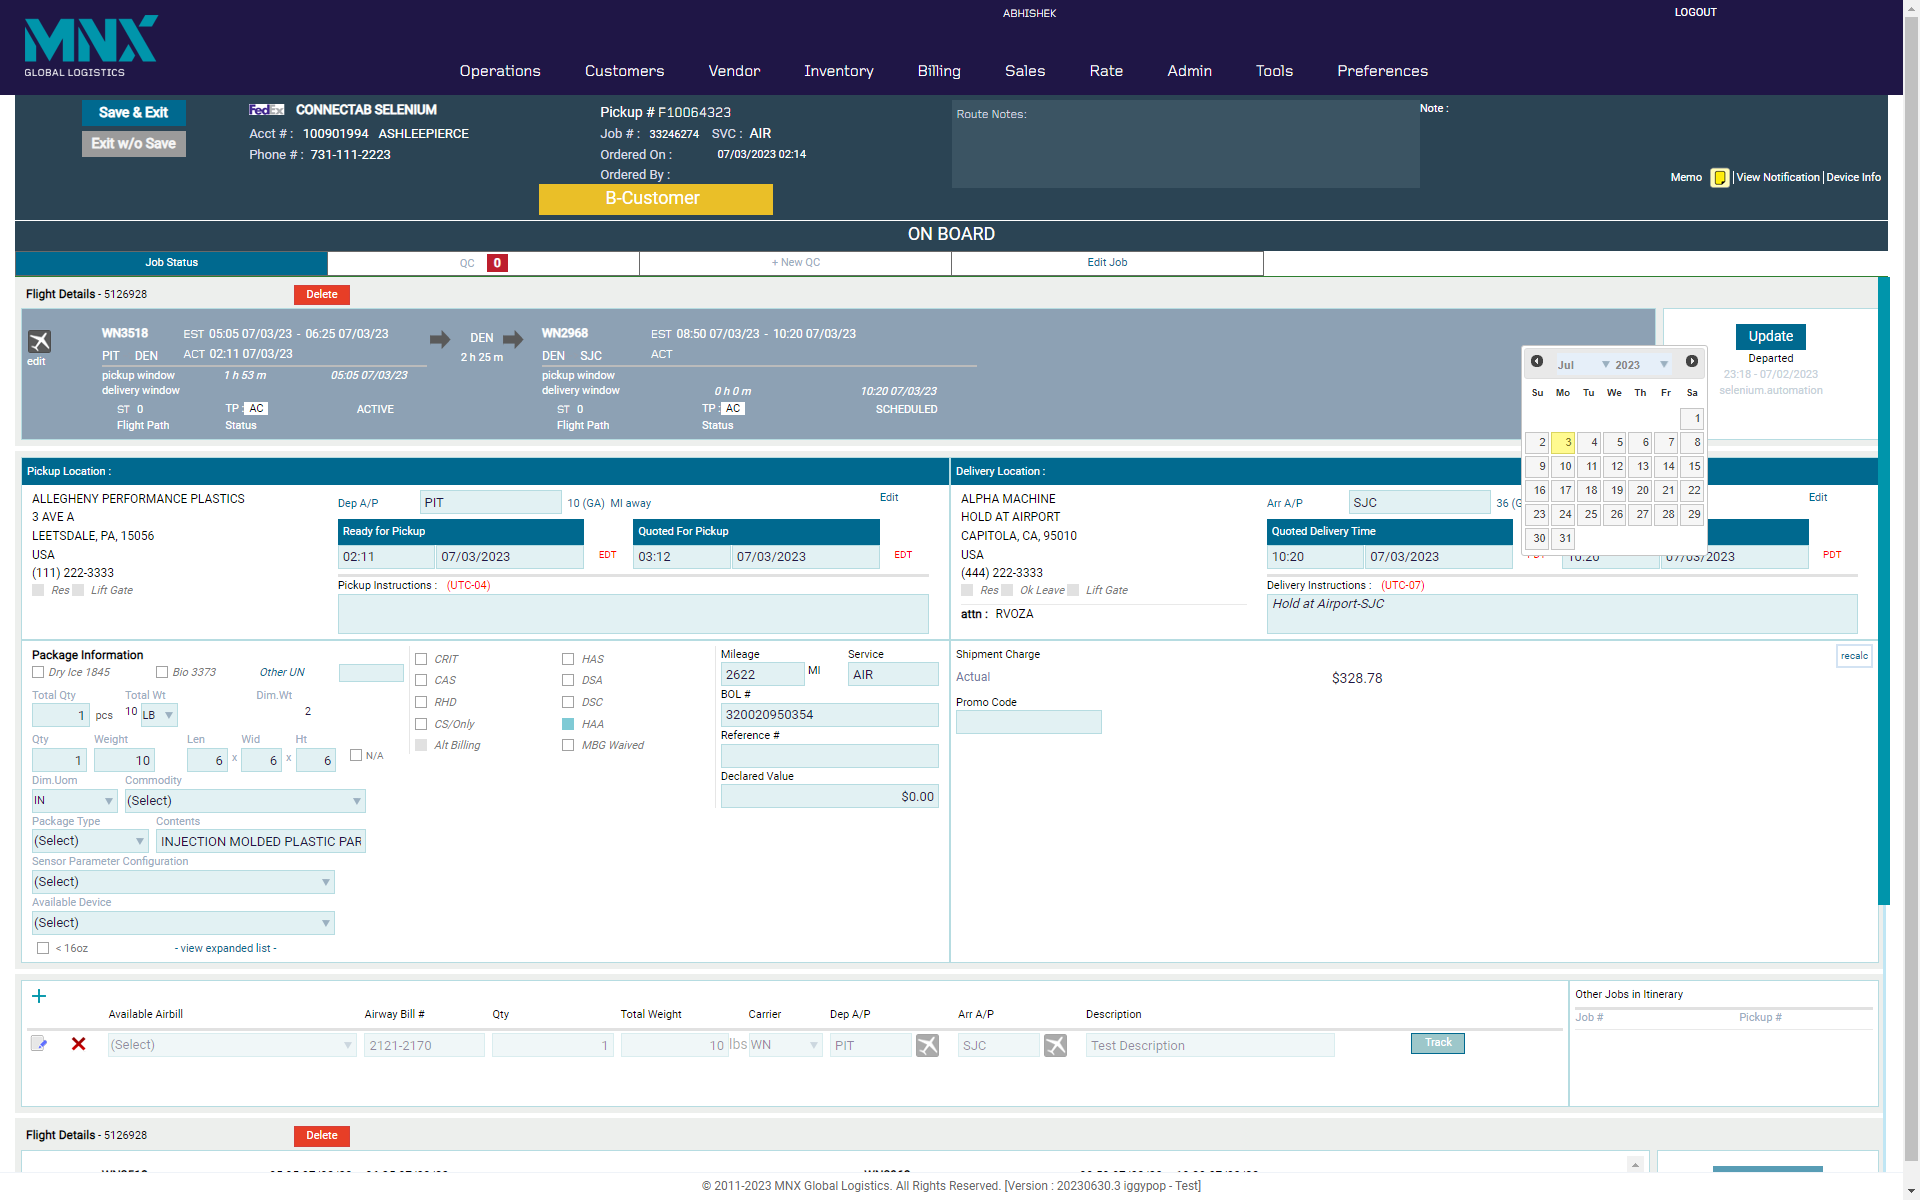 ABHISHEK
LOGOUT
MNX
GLOBAL LOGISTICS
Operations Customers Vendor Inventory Billing Sales Rate Admin Tools Preferences
Save & Exit
Exit w/o Save
FedEx CONNECTAB SELENIUM
Acct # : 100901994 ASHLEEPIERCE
Phone # : 731-111-2223
Pickup # F10064323
Job # : 33246274 SVC : AIR
Ordered On : 07/03/2023 02:14
Ordered By :
B-Customer
Route Notes:
Note :
Memo View Notification Device Info
ON BOARD
Job Status QC 0 + New QC Edit Job
Flight Details - 5126928 Delete
edit
WN3518 EST 05:05 07/03/23 - 06:25 07/03/23
PIT DEN ACT 02:11 07/03/23
pickup window 1 h 53 m 05:05 07/03/23
delivery window
ST 0 TP : AC ACTIVE
Flight Path Status
DEN
2 h 25 m
WN2968 EST 08:50 07/03/23 - 10:20 07/03/23
DEN SJC ACT
pickup window
delivery window 0 h 0 m 10:20 07/03/23
ST 0 TP : AC SCHEDULED
Flight Path Status
Update
Departed
23:18 - 07/02/2023
selenium.automation
Jul 2023
Su Mo Tu We Th Fr Sa
1
2 3 4 5 6 7 8
9 10 11 12 13 14 15
16 17 18 19 20 21 22
23 24 25 26 27 28 29
30 31
Pickup Location :
ALLEGHENY PERFORMANCE PLASTICS
3 AVE A
LEETSDALE, PA, 15056
USA
(111) 222-3333
Res Lift Gate
Dep A/P PIT 10 (GA) MI away Edit
Ready for Pickup Quoted For Pickup
02:11 07/03/2023 EDT 03:12 07/03/2023 EDT
Pickup Instructions : (UTC-04)
Delivery Location :
ALPHA MACHINE
HOLD AT AIRPORT
CAPITOLA, CA, 95010
USA
(444) 222-3333
Res Ok Leave Lift Gate
attn : RVOZA
Arr A/P SJC 36 (G Edit
Quoted Delivery Time
10:20 07/03/2023 PDT 10:20 07/03/2023 PDT
Delivery Instructions : (UTC-07)
Hold at Airport-SJC
Package Information
Dry Ice 1845 Bio 3373 Other UN
Total Qty Total Wt Dim.Wt
1 pcs 10 LB 2
Qty Weight Len Wid Ht
1 10 6 x 6 x 6 N/A
Dim.Uom Commodity
IN (Select)
Package Type Contents
(Select) INJECTION MOLDED PLASTIC PAR
Sensor Parameter Configuration
(Select)
Available Device
(Select)
< 16oz - view expanded list -
CRIT HAS
CAS DSA
RHD DSC
CS/Only HAA
Alt Billing MBG Waived
Mileage Service
2622 MI AIR
BOL #
320020950354
Reference #
Declared Value
$0.00
Shipment Charge recalc
Actual $328.78
Promo Code
Available Airbill Airway Bill # Qty Total Weight Carrier Dep A/P Arr A/P Description
(Select) 2121-2170 1 10 lbs WN PIT SJC Test Description Track
Other Jobs in Itinerary
Job # Pickup #
Flight Details - 5126928 Delete
© 2011-2023 MNX Global Logistics. All Rights Reserved. [Version : 20230630.3 iggypop - Test]